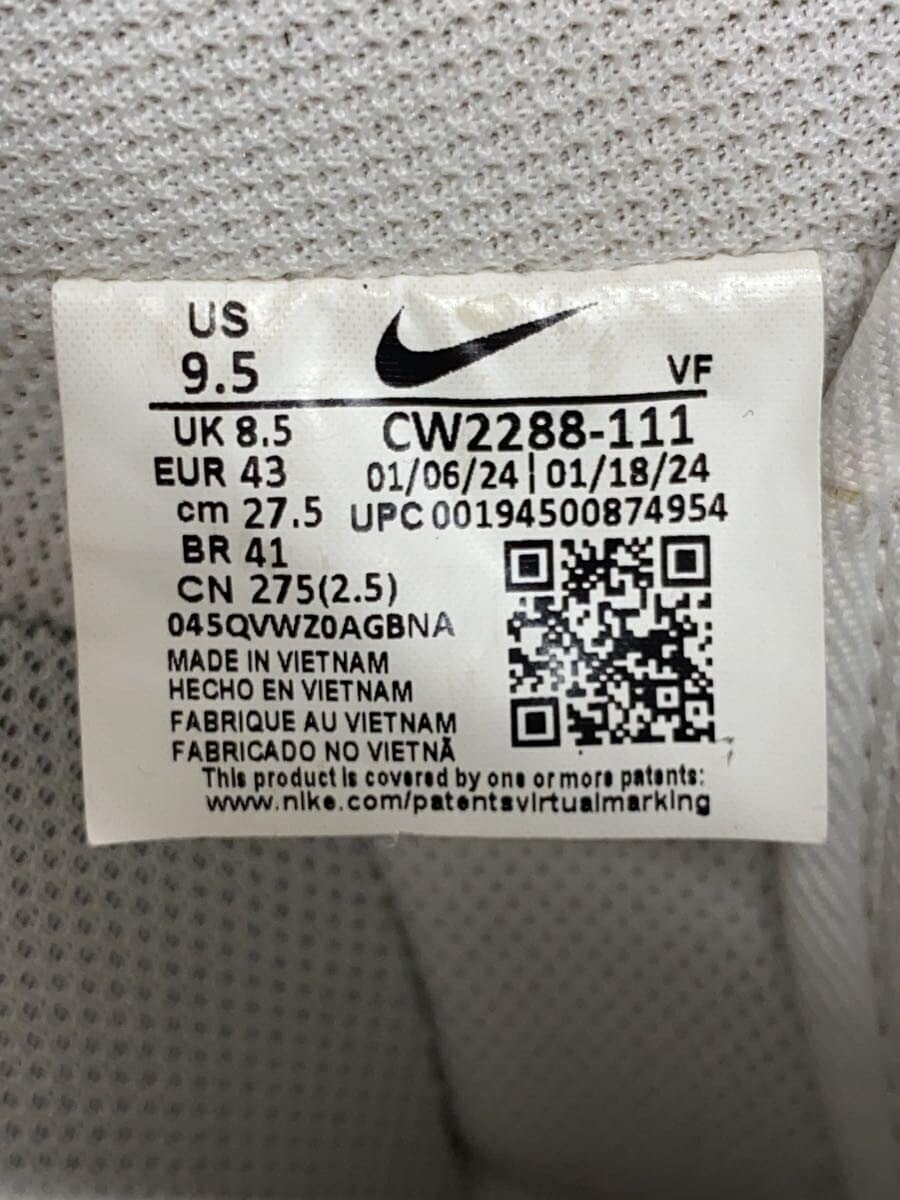 US
9.5
VF
UK 8.5
CW2288-111
EUR 43
01/06/24 | 01/18/24
cm 27.5
UPC 00194500874954
BR 41
CN 275(2.5)
045QVWZ0AGBNA
MADE IN VIETNAM
HECHO EN VIETNAM
FABRIQUE AU VIETNAM
FABRICADO NO VIETNÃ
This product is covered by one or more patents:
www.nike.com/patentsvirtualmarking